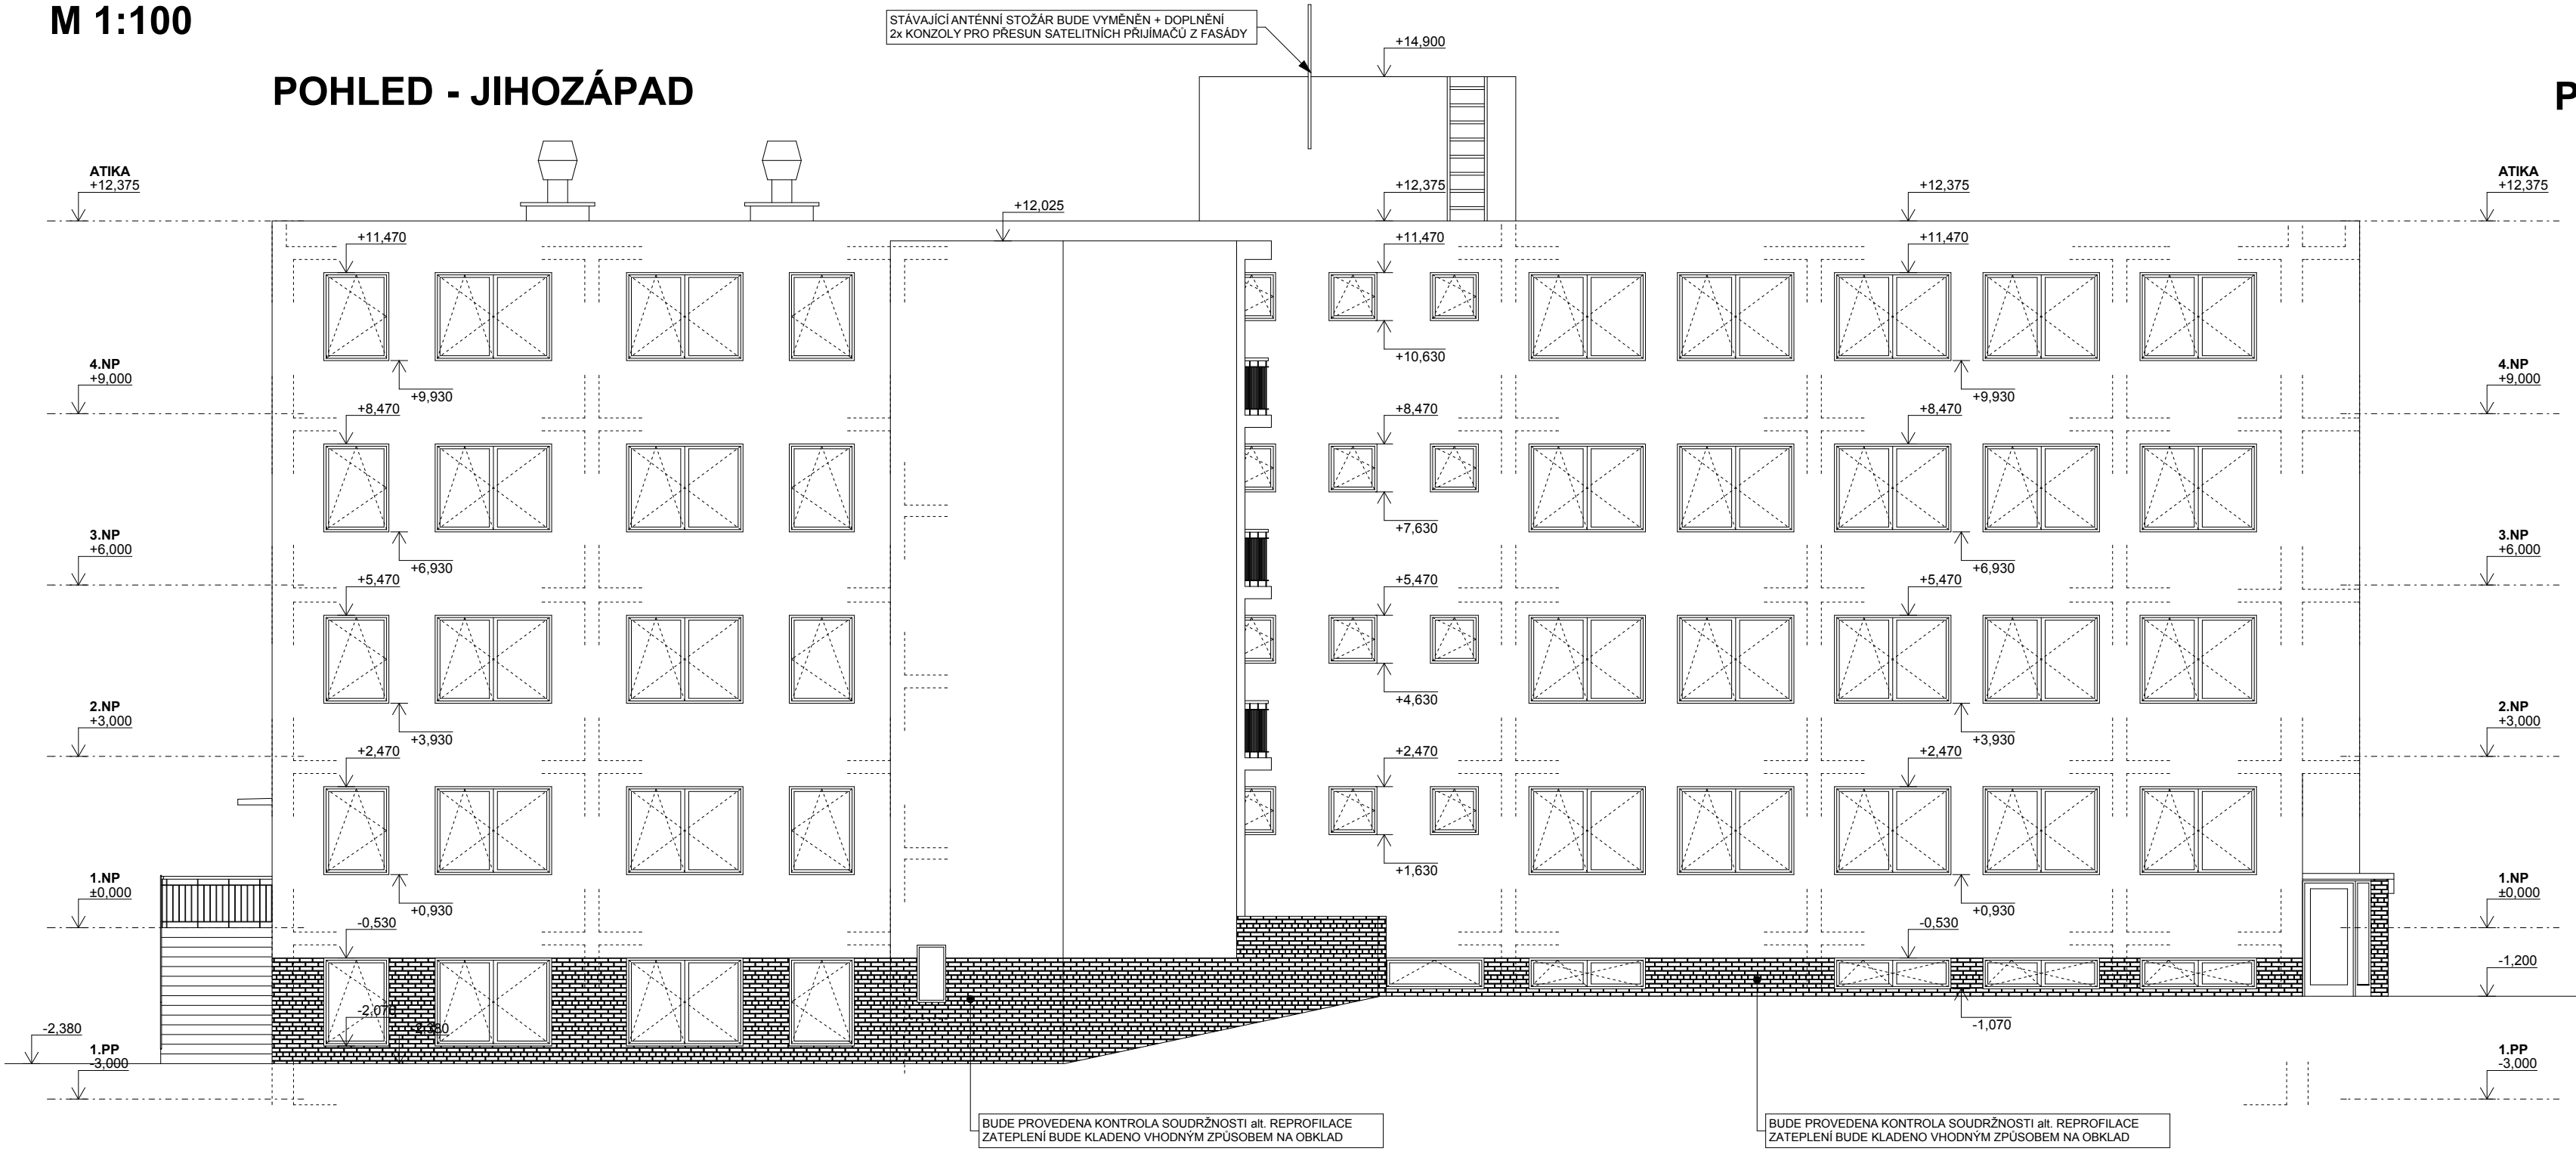 M 1:100
STÁVAJÍCÍ ANTÉNNÍ STOŽÁR BUDE VYMĚNĚN + DOPLNĚNÍ
2x KONZOLY PRO PŘESUN SATELITNÍCH PŘIJÍMAČŮ Z FASÁDY
+14,900
POHLED - JIHOZÁPAD
P
ATIKA
+12,375
+12,025
+12,375
+12,375
ATIKA
+12,375
+11,470
+11,470
+11,470
+10,630
4.NP
+9,000
+9,930
+9,930
4.NP
+9,000
+8,470
+8,470
+8,470
+7,630
3.NP
+6,000
+6,930
+6,930
3.NP
+6,000
+5,470
+5,470
+5,470
+4,630
2.NP
+3,000
+3,930
+3,930
2.NP
+3,000
+2,470
+2,470
+2,470
+1,630
1.NP
±0,000
+0,930
+0,930
1.NP
±0,000
-0,530
-0,530
-1,200
-2,070
-2,380
-2,380
-1,070
1.PP
-3,000
1.PP
-3,000
BUDE PROVEDENA KONTROLA SOUDRŽNOSTI alt. REPROFILACE
ZATEPLENÍ BUDE KLADENO VHODNÝM ZPŮSOBEM NA OBKLAD
BUDE PROVEDENA KONTROLA SOUDRŽNOSTI alt. REPROFILACE
ZATEPLENÍ BUDE KLADENO VHODNÝM ZPŮSOBEM NA OBKLAD